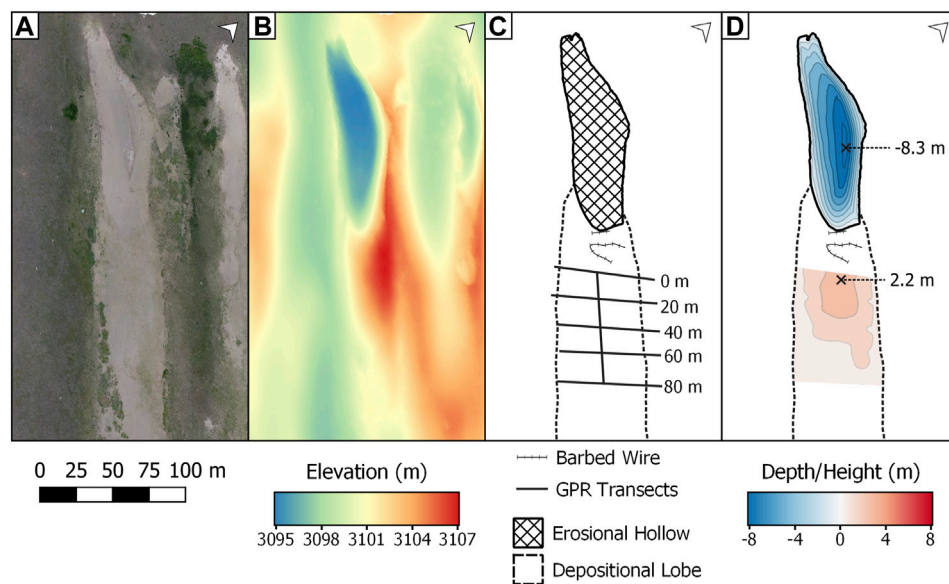 A
B
C
D
-8.3 m
2.2 m
0 m
20 m
40 m
60 m
80 m
0 25 50 75 100 m
Elevation (m)
3095 3098 3101 3104 3107
Barbed Wire
GPR Transects
Erosional Hollow
Depositional Lobe
Depth/Height (m)
-8 -4 0 4 8